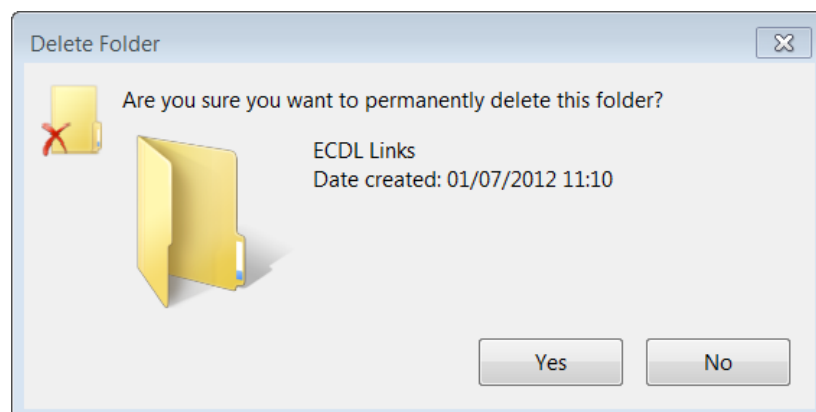 Delete Folder
Are you sure you want to permanently delete this folder?
ECDL Links
Date created: 01/07/2012 11:10
Yes
No